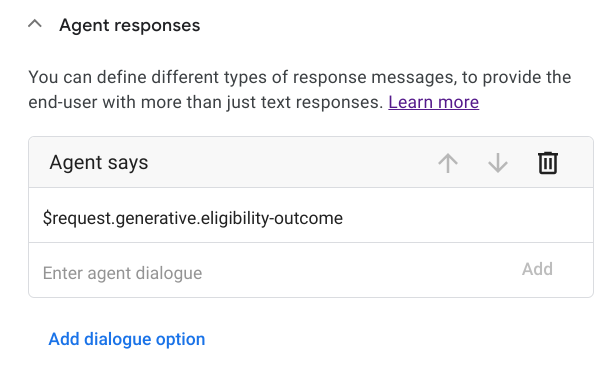 Agent responses
You can define different types of response messages, to provide the
end-user with more than just text responses. Learn more
Agent says
$request.generative.eligibility-outcome
Enter agent dialogue
Add
Add dialogue option